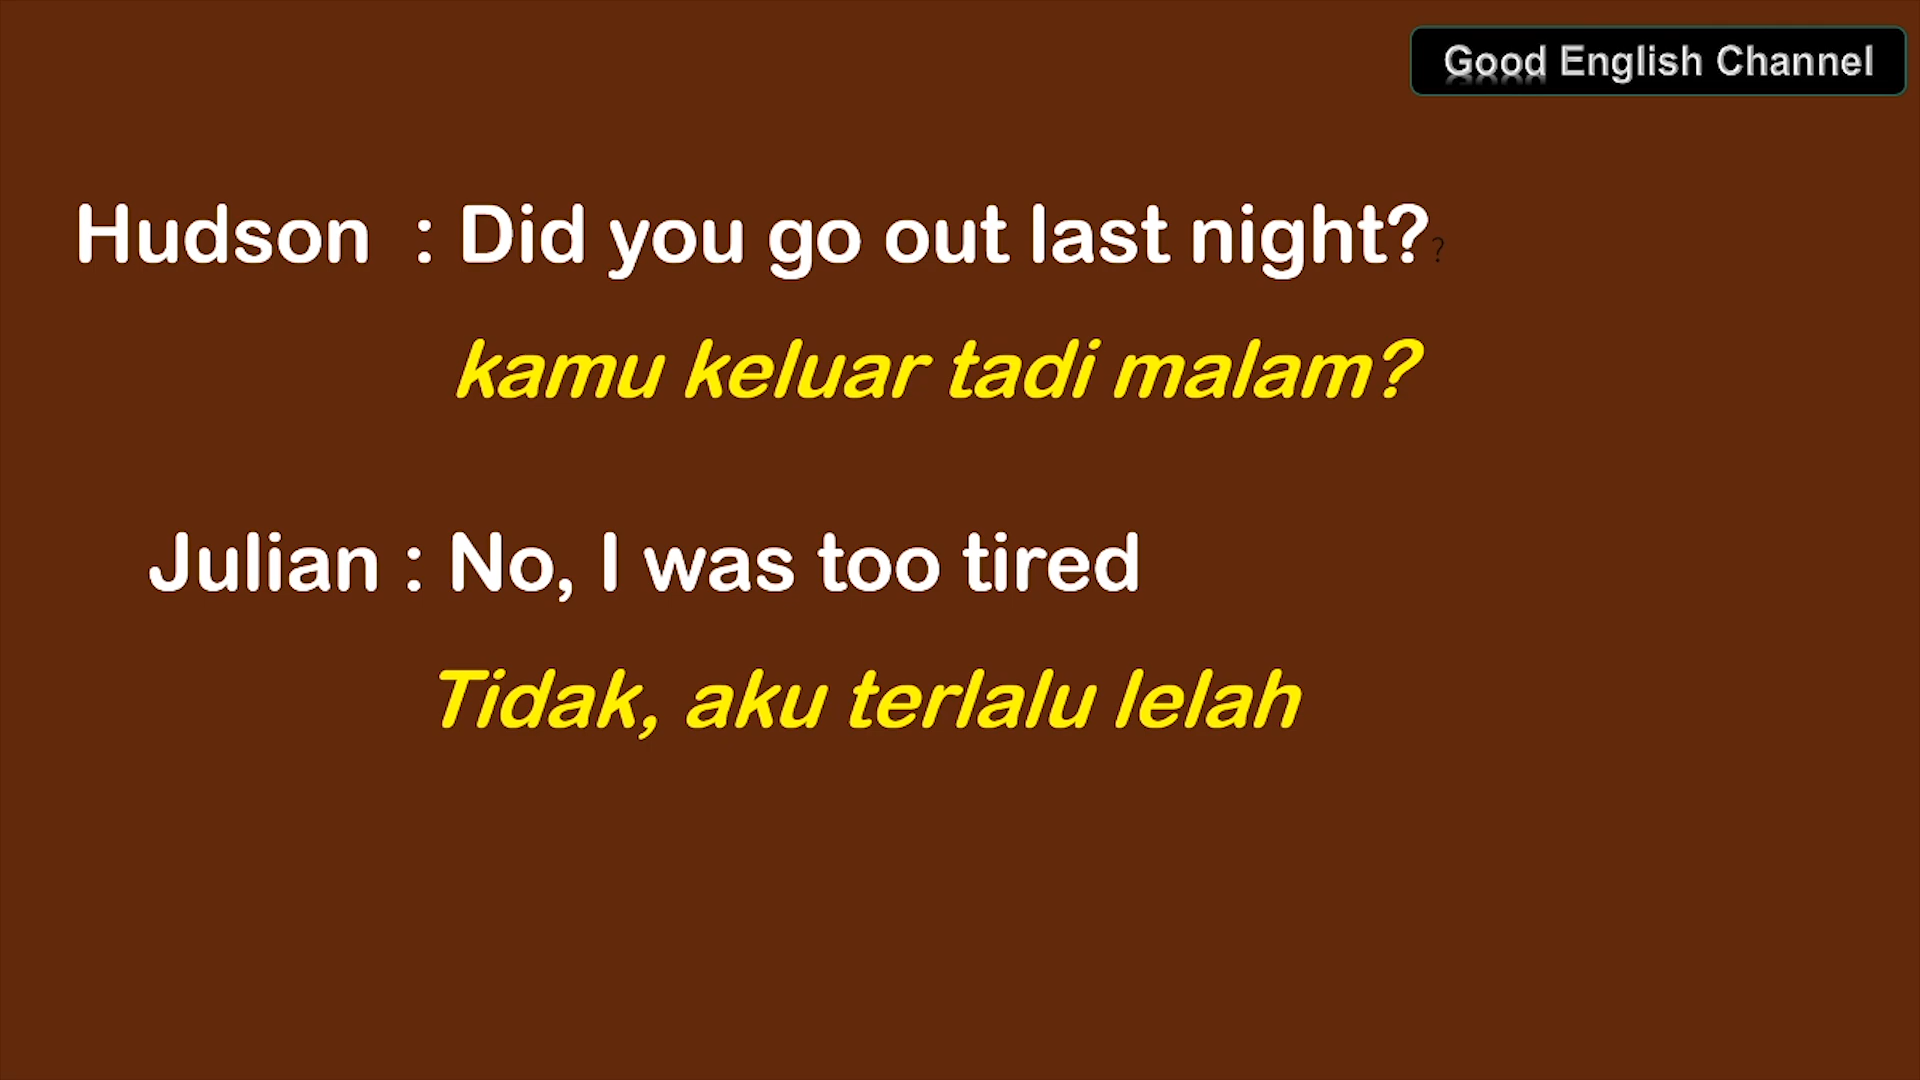 Good English Channel
Hudson : Did you go out last night??
kamu keluar tadi malam?
Julian : No, I was too tired
Tidak, aku terlalu lelah